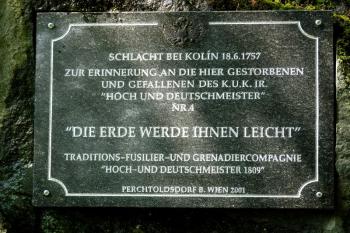 SCHLACHT BEI KOLÍN 18.6.1757
ZUR ERINNERUNG AN DIE HIER GESTORBENEN
UND GEFALLENEN DES K.U.K. JR.
"HOCH UND DEUTSCHMEISTER"
NR.4
"DIE ERDE WERDE IHNEN LEICHT"
TRADITIONS-FUSILIER-UND GRENADIERCOMPAGNIE
"HOCH-UND DEUTSCHMEISTER 1809"
PERCHTOLDSDORF B. WIEN 2001